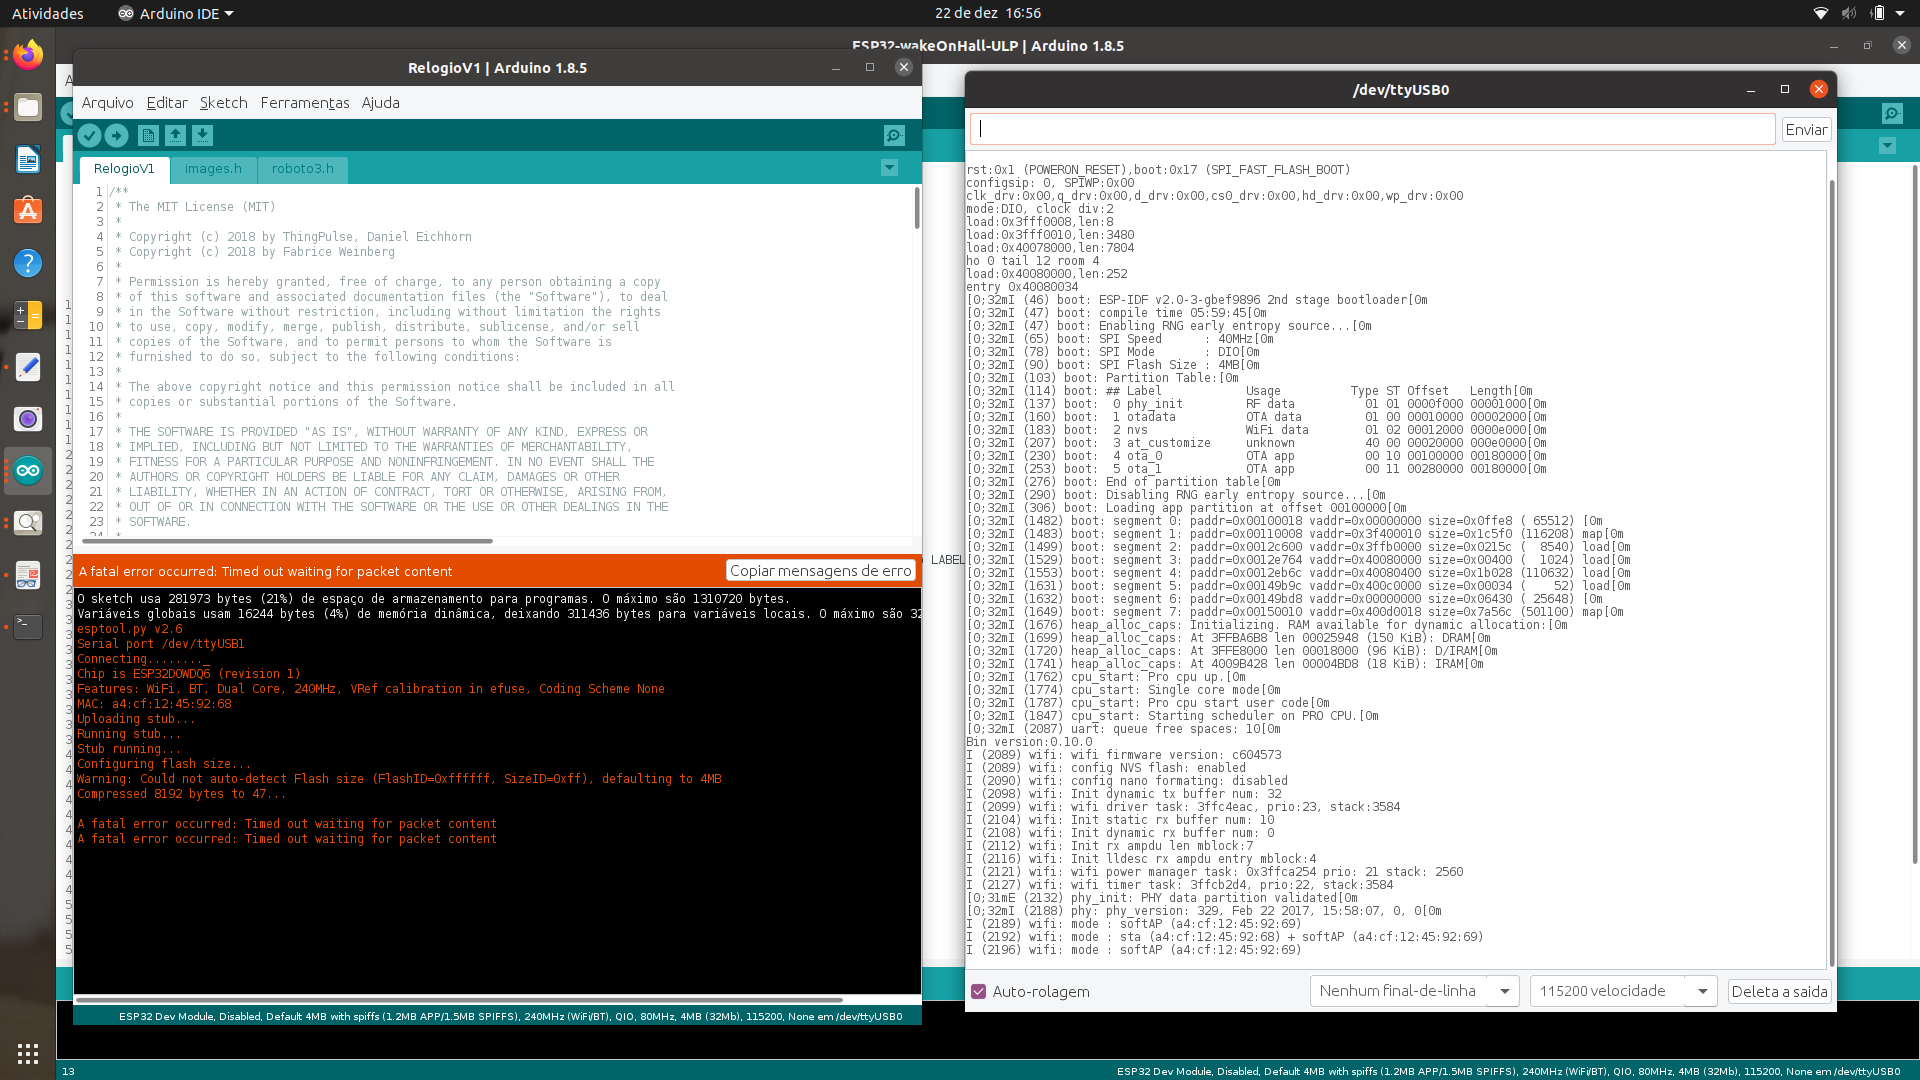 Atividades
Arduino IDE
22 de dez 16:56
ESP32-wakeOnHall-ULP | Arduino 1.8.5
RelogioV1 | Arduino 1.8.5
Arquivo Editar Sketch Ferramentas Ajuda
RelogioV1 images.h roboto3.h
1 /**
2 * The MIT License (MIT)
3 *
4 * Copyright (c) 2018 by ThingPulse, Daniel Eichhorn
5 * Copyright (c) 2018 by Fabrice Weinberg
6 *
7 * Permission is hereby granted, free of charge, to any person obtaining a copy
8 * of this software and associated documentation files (the "Software"), to deal
9 * in the Software without restriction, including without limitation the rights
10 * to use, copy, modify, merge, publish, distribute, sublicense, and/or sell
11 * copies of the Software, and to permit persons to whom the Software is
12 * furnished to do so, subject to the following conditions:
13 *
14 * The above copyright notice and this permission notice shall be included in all
15 * copies or substantial portions of the Software.
16 *
17 * THE SOFTWARE IS PROVIDED "AS IS", WITHOUT WARRANTY OF ANY KIND, EXPRESS OR
18 * IMPLIED, INCLUDING BUT NOT LIMITED TO THE WARRANTIES OF MERCHANTABILITY,
19 * FITNESS FOR A PARTICULAR PURPOSE AND NONINFRINGEMENT. IN NO EVENT SHALL THE
20 * AUTHORS OR COPYRIGHT HOLDERS BE LIABLE FOR ANY CLAIM, DAMAGES OR OTHER
21 * LIABILITY, WHETHER IN AN ACTION OF CONTRACT, TORT OR OTHERWISE, ARISING FROM,
22 * OUT OF OR IN CONNECTION WITH THE SOFTWARE OR THE USE OR OTHER DEALINGS IN THE
23 * SOFTWARE.
LABEL
A fatal error occurred: Timed out waiting for packet content
Copiar mensagens de erro
O sketch usa 281973 bytes (21%) de espaço de armazenamento para programas. O máximo são 1310720 bytes.
Variáveis globais usam 16244 bytes (4%) de memória dinâmica, deixando 311436 bytes para variáveis locais. O máximo são 32
esptool.py v2.6
Serial port /dev/ttyUSB1
Connecting........_
Chip is ESP32D0WDQ6 (revision 1)
Features: WiFi, BT, Dual Core, 240MHz, VRef calibration in efuse, Coding Scheme None
MAC: a4:cf:12:45:92:68
Uploading stub...
Running stub...
Stub running...
Configuring flash size...
Warning: Could not auto-detect Flash size (FlashID=0xffffff, SizeID=0xff), defaulting to 4MB
Compressed 8192 bytes to 47...
A fatal error occurred: Timed out waiting for packet content
A fatal error occurred: Timed out waiting for packet content
ESP32 Dev Module, Disabled, Default 4MB with spiffs (1.2MB APP/1.5MB SPIFFS), 240MHz (WiFi/BT), QIO, 80MHz, 4MB (32Mb), 115200, None em /dev/ttyUSB0
/dev/ttyUSB0
Enviar
rst:0x1 (POWERON_RESET),boot:0x17 (SPI_FAST_FLASH_BOOT)
configsip: 0, SPIWP:0x00
clk_drv:0x00,q_drv:0x00,d_drv:0x00,cs0_drv:0x00,hd_drv:0x00,wp_drv:0x00
mode:DIO, clock div:2
load:0x3fff0008,len:8
load:0x3fff0010,len:3480
load:0x40078000,len:7804
ho 0 tail 12 room 4
load:0x40080000,len:252
entry 0x40080034
[0;32mI (46) boot: ESP-IDF v2.0-3-gbef9896 2nd stage bootloader[0m
[0;32mI (47) boot: compile time 05:59:45[0m
[0;32mI (47) boot: Enabling RNG early entropy source...[0m
[0;32mI (65) boot: SPI Speed : 40MHz[0m
[0;32mI (78) boot: SPI Mode : DIO[0m
[0;32mI (90) boot: SPI Flash Size : 4MB[0m
[0;32mI (103) boot: Partition Table:[0m
[0;32mI (114) boot: ## Label Usage Type ST Offset Length[0m
[0;32mI (137) boot: 0 phy_init RF data 01 01 0000f000 00001000[0m
[0;32mI (160) boot: 1 otadata OTA data 01 00 00010000 00002000[0m
[0;32mI (183) boot: 2 nvs WiFi data 01 02 00012000 0000e000[0m
[0;32mI (207) boot: 3 at_customize unknown 40 00 00020000 000e0000[0m
[0;32mI (230) boot: 4 ota_0 OTA app 00 10 00100000 00180000[0m
[0;32mI (253) boot: 5 ota_1 OTA app 00 11 00280000 00180000[0m
[0;32mI (276) boot: End of partition table[0m
[0;32mI (290) boot: Disabling RNG early entropy source...[0m
[0;32mI (306) boot: Loading app partition at offset 00100000[0m
[0;32mI (1482) boot: segment 0: paddr=0x00100018 vaddr=0x00000000 size=0x0ffe8 ( 65512) [0m
[0;32mI (1483) boot: segment 1: paddr=0x00110008 vaddr=0x3f400010 size=0x1c5f0 (116208) map[0m
[0;32mI (1499) boot: segment 2: paddr=0x0012c600 vaddr=0x3ffb0000 size=0x0215c ( 8540) load[0m
[0;32mI (1529) boot: segment 3: paddr=0x0012e764 vaddr=0x40080000 size=0x00400 ( 1024) load[0m
[0;32mI (1553) boot: segment 4: paddr=0x0012eb6c vaddr=0x40080400 size=0x1b028 (110632) load[0m
[0;32mI (1631) boot: segment 5: paddr=0x00149b9c vaddr=0x400c0000 size=0x00034 ( 52) load[0m
[0;32mI (1632) boot: segment 6: paddr=0x00149bd8 vaddr=0x00000000 size=0x06430 ( 25648) [0m
[0;32mI (1649) boot: segment 7: paddr=0x00150010 vaddr=0x400d0018 size=0x7a56c (501100) map[0m
[0;32mI (1676) heap_alloc_caps: Initializing. RAM available for dynamic allocation:[0m
[0;32mI (1699) heap_alloc_caps: At 3FFBA6B8 len 00025948 (150 KiB): DRAM[0m
[0;32mI (1720) heap_alloc_caps: At 3FFE8000 len 00018000 (96 KiB): D/IRAM[0m
[0;32mI (1741) heap_alloc_caps: At 4009B428 len 00004BD8 (18 KiB): IRAM[0m
[0;32mI (1762) cpu_start: Pro cpu up.[0m
[0;32mI (1774) cpu_start: Single core mode[0m
[0;32mI (1787) cpu_start: Pro cpu start user code[0m
[0;32mI (1847) cpu_start: Starting scheduler on PRO CPU.[0m
[0;32mI (2087) uart: queue free spaces: 10[0m
Bin version:0.10.0
I (2089) wifi: wifi firmware version: c604573
I (2089) wifi: config NVS flash: enabled
I (2090) wifi: config nano formating: disabled
I (2098) wifi: Init dynamic tx buffer num: 32
I (2099) wifi: wifi driver task: 3ffc4eac, prio:23, stack:3584
I (2104) wifi: Init static rx buffer num: 10
I (2108) wifi: Init dynamic rx buffer num: 0
I (2112) wifi: Init rx ampdu len mblock:7
I (2116) wifi: Init lldesc rx ampdu entry mblock:4
I (2121) wifi: wifi power manager task: 0x3ffca254 prio: 21 stack: 2560
I (2127) wifi: wifi timer task: 3ffcb2d4, prio:22, stack:3584
[0;31mE (2132) phy_init: PHY data partition validated[0m
[0;32mI (2188) phy: phy_version: 329, Feb 22 2017, 15:58:07, 0, 0[0m
I (2189) wifi: mode : softAP (a4:cf:12:45:92:69)
I (2192) wifi: mode : sta (a4:cf:12:45:92:68) + softAP (a4:cf:12:45:92:69)
I (2196) wifi: mode : softAP (a4:cf:12:45:92:69)
Auto-rolagem
Nenhum final-de-linha
115200 velocidade
Deleta a saida
13
ESP32 Dev Module, Disabled, Default 4MB with spiffs (1.2MB APP/1.5MB SPIFFS), 240MHz (WiFi/BT), QIO, 80MHz, 4MB (32Mb), 115200, None em /dev/ttyUSB0